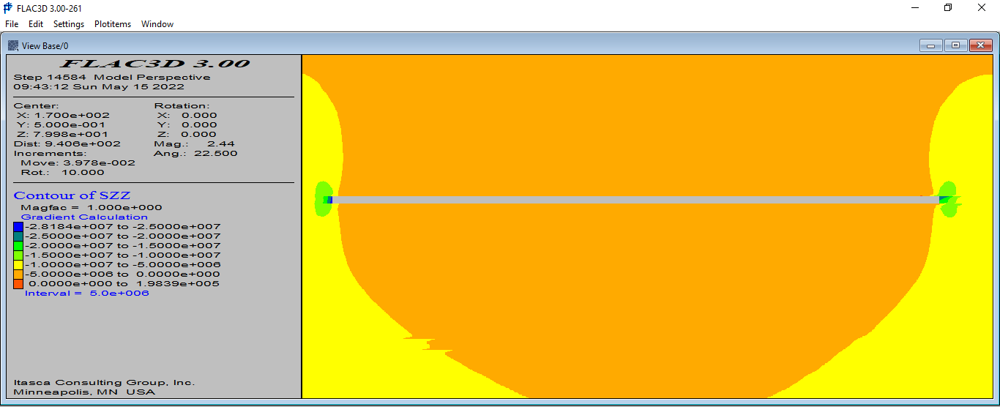 FLAC3D 3.00-261
File Edit Settings Plotitems Window
View Base/0
FLAC3D 3.00
Step 14584 Model Perspective
09:43:12 Sun May 15 2022
Center: Rotation:
X: 1.700e+002 X: 0.000
Y: 5.000e-001 Y: 0.000
Z: 7.998e+001 Z: 0.000
Dist: 9.406e+002 Mag.: 2.44
Increments: Ang.: 22.500
Move: 3.978e-002
Rot.: 10.000
Contour of SZZ
Magfac = 1.000e+000
Gradient Calculation
-2.8184e+007 to -2.5000e+007
-2.5000e+007 to -2.0000e+007
-2.0000e+007 to -1.5000e+007
-1.5000e+007 to -1.0000e+007
-1.0000e+007 to -5.0000e+006
-5.0000e+006 to 0.0000e+000
0.0000e+000 to 1.9839e+005
Interval = 5.0e+006
Itasca Consulting Group, Inc.
Minneapolis, MN USA